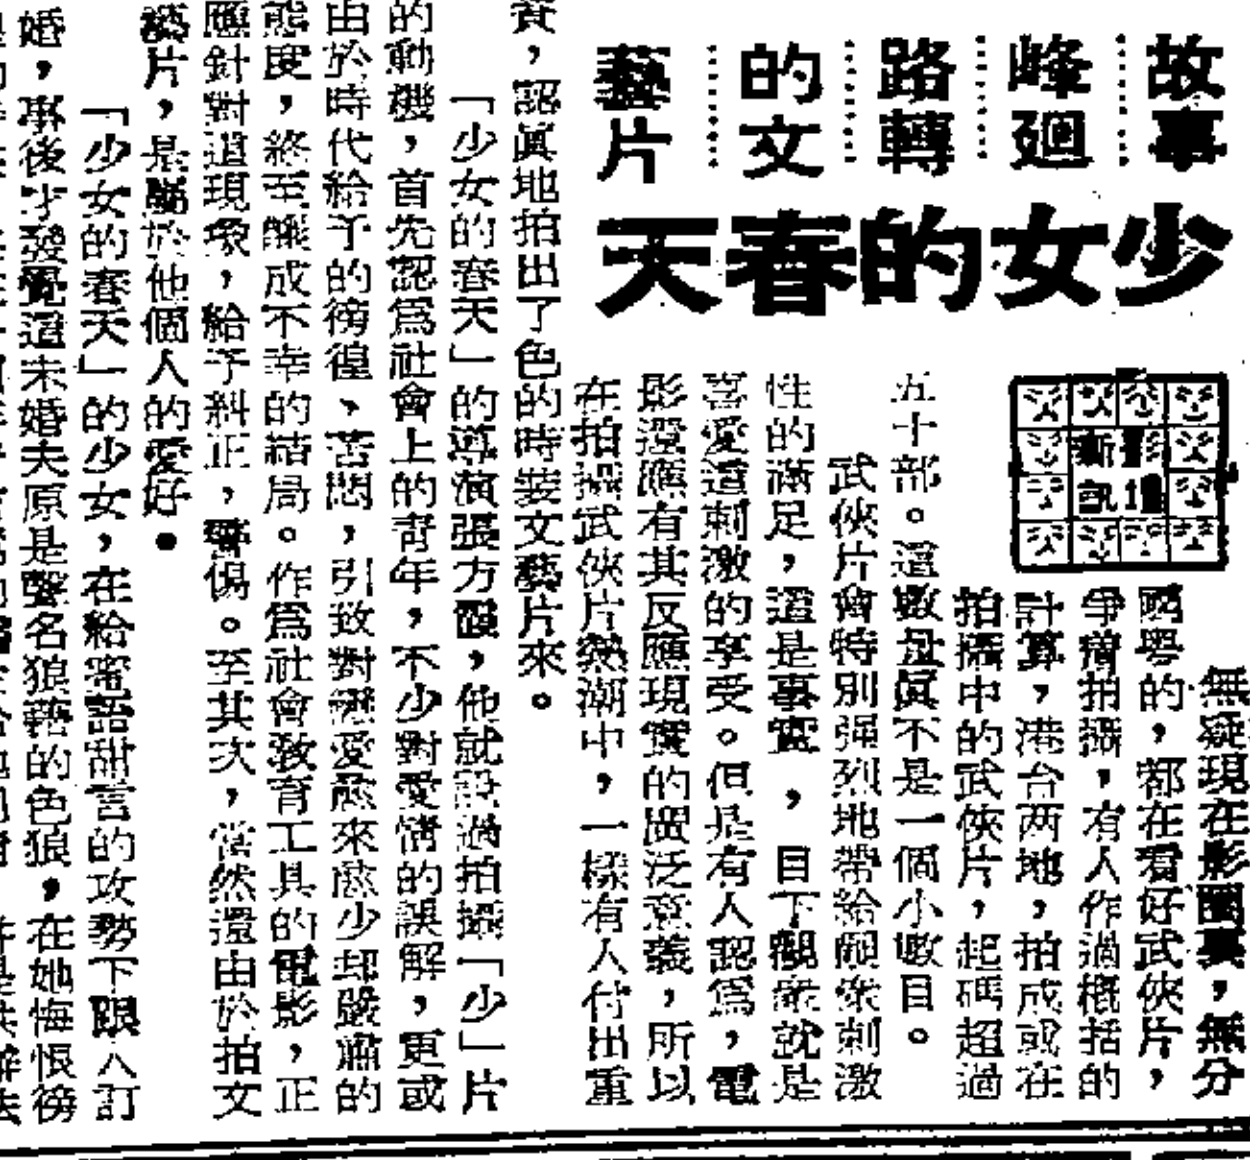 故事
峰廻
路轉
的文
藝片
少女的春天
影壇
新訊
無疑現在影圈裏，無分
國粵的，都在看好武俠片，
爭攤拍攝，有人作過概括的
計算，港台两地，拍成或在
拍攝中的武俠片，起碼超過
五十部。這數量眞不是一個小數目。
武俠片會特別强烈地帶給觀衆刺激
性的滿足，這是事實，目下觀衆就是
喜愛這刺激的享受。但是有人認爲，電
影還應有其反應現實的廣泛意義，所以
在拍攝武俠片熱潮中，一樣有人付出重
資，認眞地拍出了色的時裝文藝片來。
「少女的春天」的導演張方霞，他就說過拍攝「少」片
的動機，首先認爲社會上的靑年，不少對愛情的誤解，更或
由於時代給予的徬徨、苦悶，引致對戀愛愈來愈少却嚴肅的
態度，終至釀成不幸的結局。作爲社會敎育工具的電影，正
應針對這現象，給予糾正，警惕。至其次，當然還由於拍文
藝片，是屬於他個人的愛好。
「少女的春天」的少女，在給蜜語甜言的攻勢下跟人訂
婚，事後才發覺這未婚夫原是聲名狼藉的色狼，在她悔恨徬